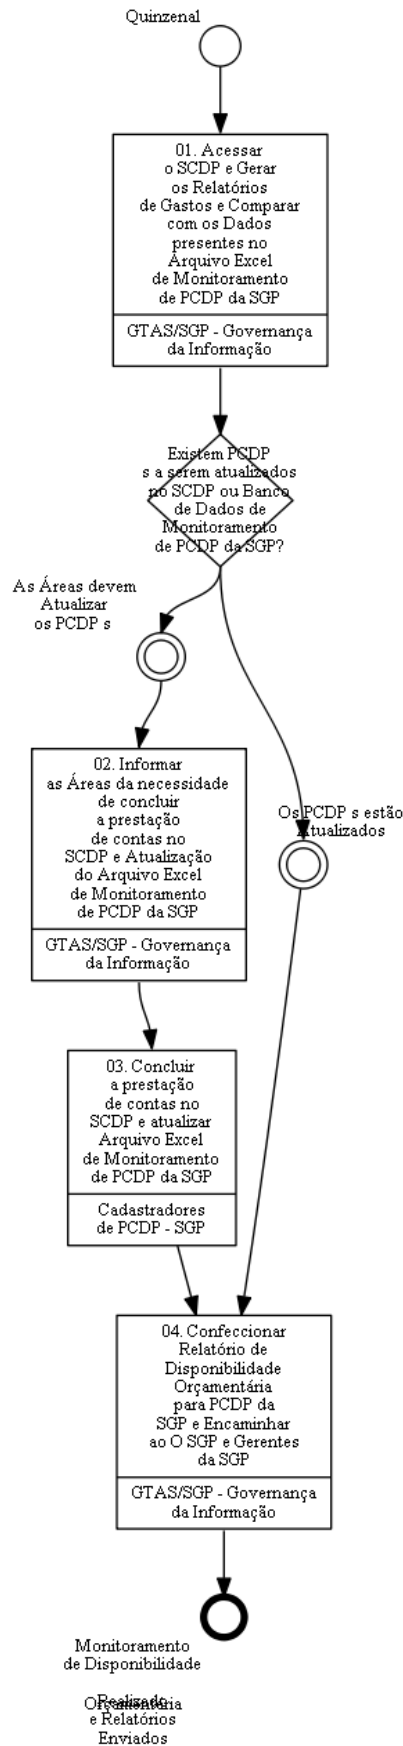 Quinzenal
01. Acessar
o SCDP e Gerar
os Relatórios
de Gastos e Comparar
com os Dados
presentes no
Arquivo Excel
de Monitoramento
de PCDP da SGP
GTAS/SGP - Governança
da Informação
Existem PCDP
s a serem atualizados
no SCDP ou Banco
de Dados de
Monitoramento
de PCDP da SGP?
As Áreas devem
Atualizar
os PCDP s
02. Informar
as Áreas da necessidade
de concluir
a prestação
de contas no
SCDP e Atualização
do Arquivo Excel
de Monitoramento
de PCDP da SGP
GTAS/SGP - Governança
da Informação
Os PCDP s estão
Atualizados
03. Concluir
a prestação
de contas no
SCDP e atualizar
Arquivo Excel
de Monitoramento
de PCDP da SGP
Cadastradores
de PCDP - SGP
04. Confeccionar
Relatório de
Disponibilidade
Orçamentária
para PCDP da
SGP e Encaminhar
ao O SGP e Gerentes
da SGP
GTAS/SGP - Governança
da Informação
Monitoramento
de Disponibilidade
Orçamentária
Realizado
e Relatórios
Enviados